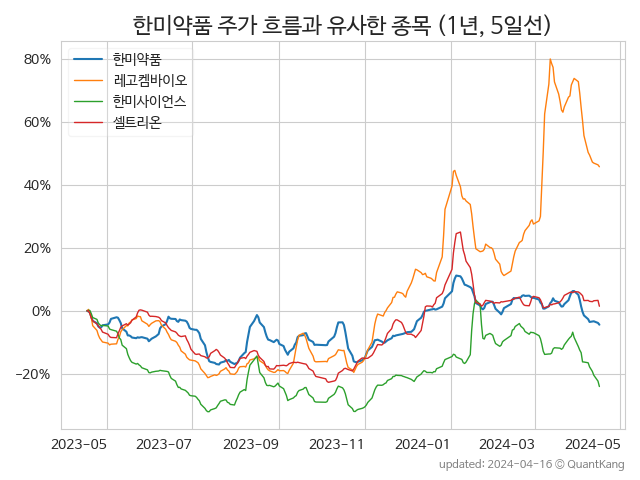 한미약품 주가 흐름과 유사한 종목 (1년, 5일선)
한미약품
레고켐바이오
한미사이언스
셀트리온
80%
60%
40%
20%
0%
−20%
2023-05 2023-07 2023-09 2023-11 2024-01 2024-03 2024-05
updated: 2024-04-16 © QuantKang